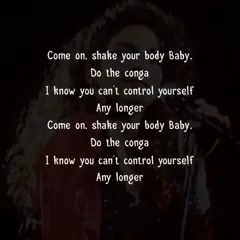 Come on, shake your body Baby,
Do the conga
I know you can't control yourself
Any longer
Come on, shake your body Baby,
Do the conga
I know you can't control yourself
Any longer